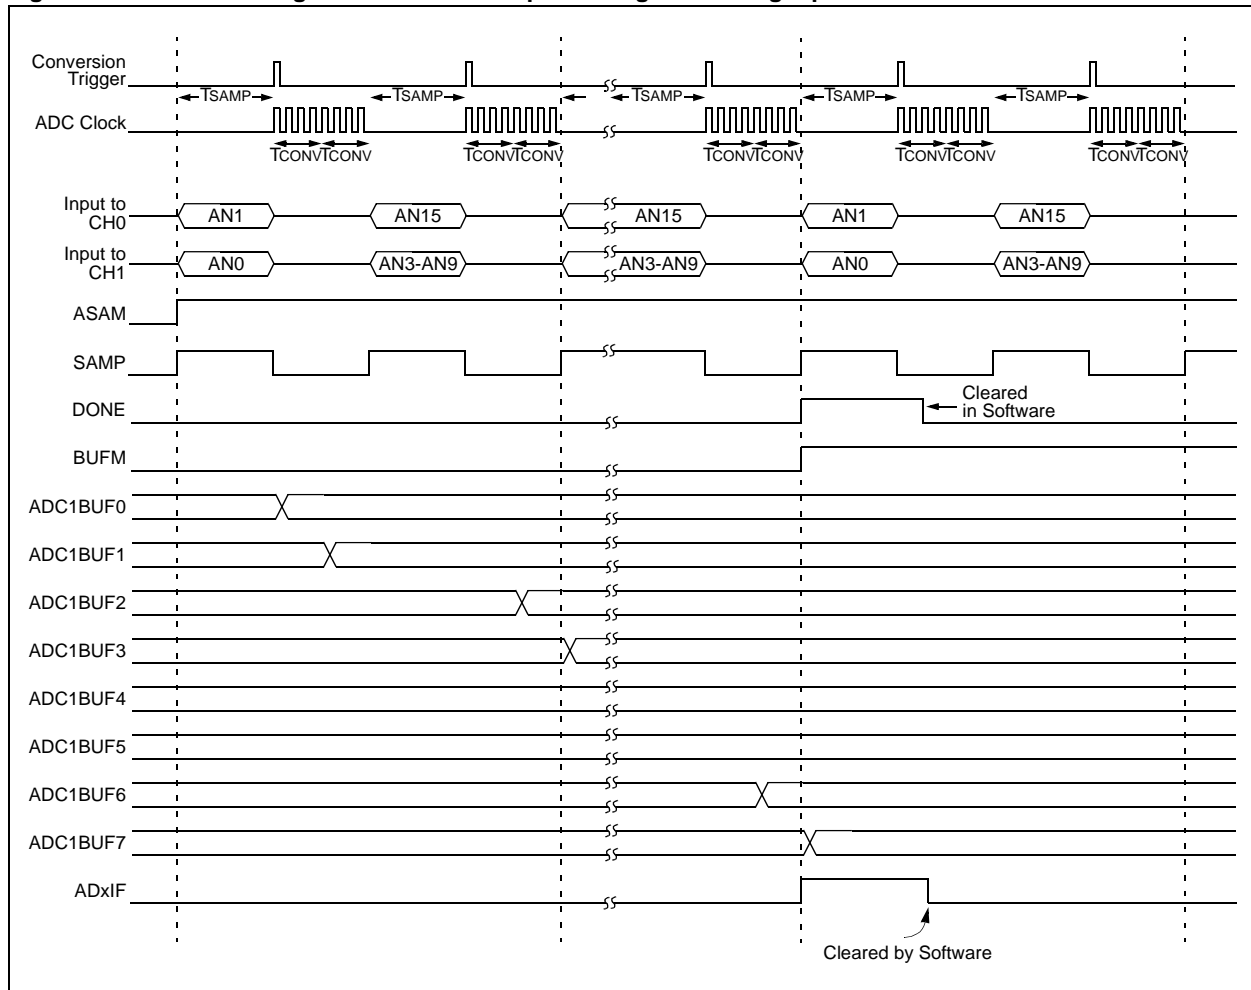 Conversion
Trigger
TSAMP TSAMP TSAMP TSAMP TSAMP
ADC Clock
TCONV TCONV TCONV TCONV TCONV TCONV TCONV TCONV TCONV TCONV
Input to
CH0
AN1 AN15 AN15 AN1 AN15
Input to
CH1
AN0 AN3-AN9 AN3-AN9 AN0 AN3-AN9
ASAM
SAMP
DONE
Cleared
in Software
BUFM
ADC1BUF0
ADC1BUF1
ADC1BUF2
ADC1BUF3
ADC1BUF4
ADC1BUF5
ADC1BUF6
ADC1BUF7
ADxIF
Cleared by Software